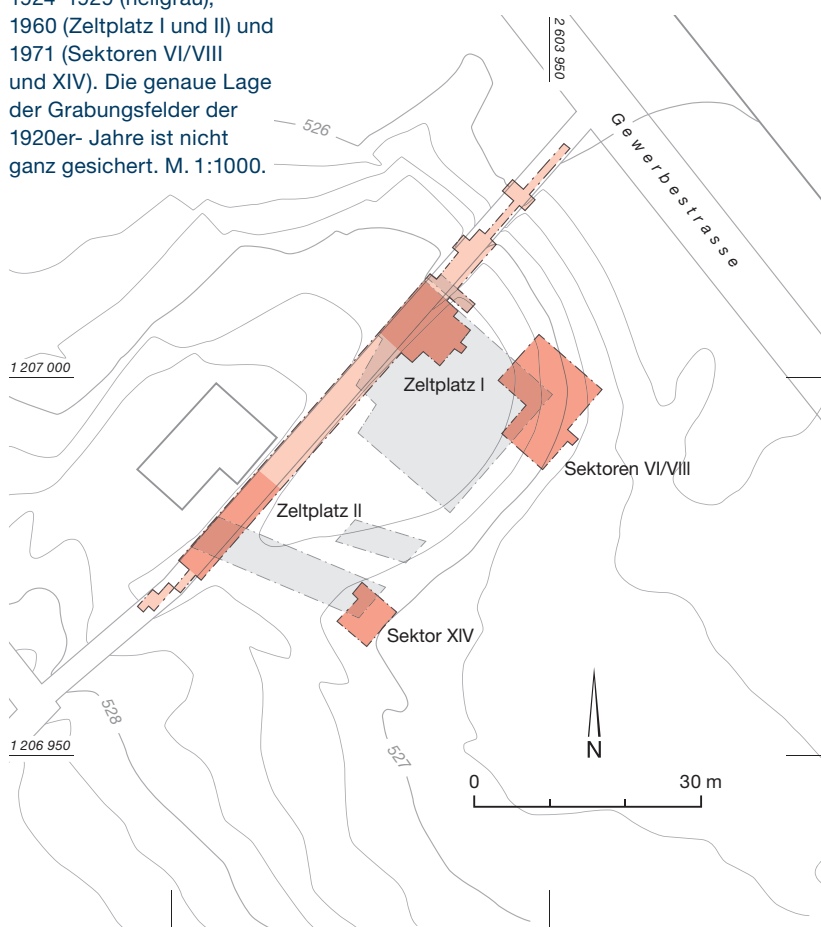 1960 (Zeltplatz I und II) und
1971 (Sektoren VI/VIII
und XIV). Die genaue Lage
der Grabungsfelder der
1920er- Jahre ist nicht
ganz gesichert. M. 1:1000.
2 603 950
526
Gewerbestrasse
1 207 000
Zeltplatz I
Sektoren VI/VIII
Zeltplatz II
Sektor XIV
528
527
1 206 950
N
0
30 m